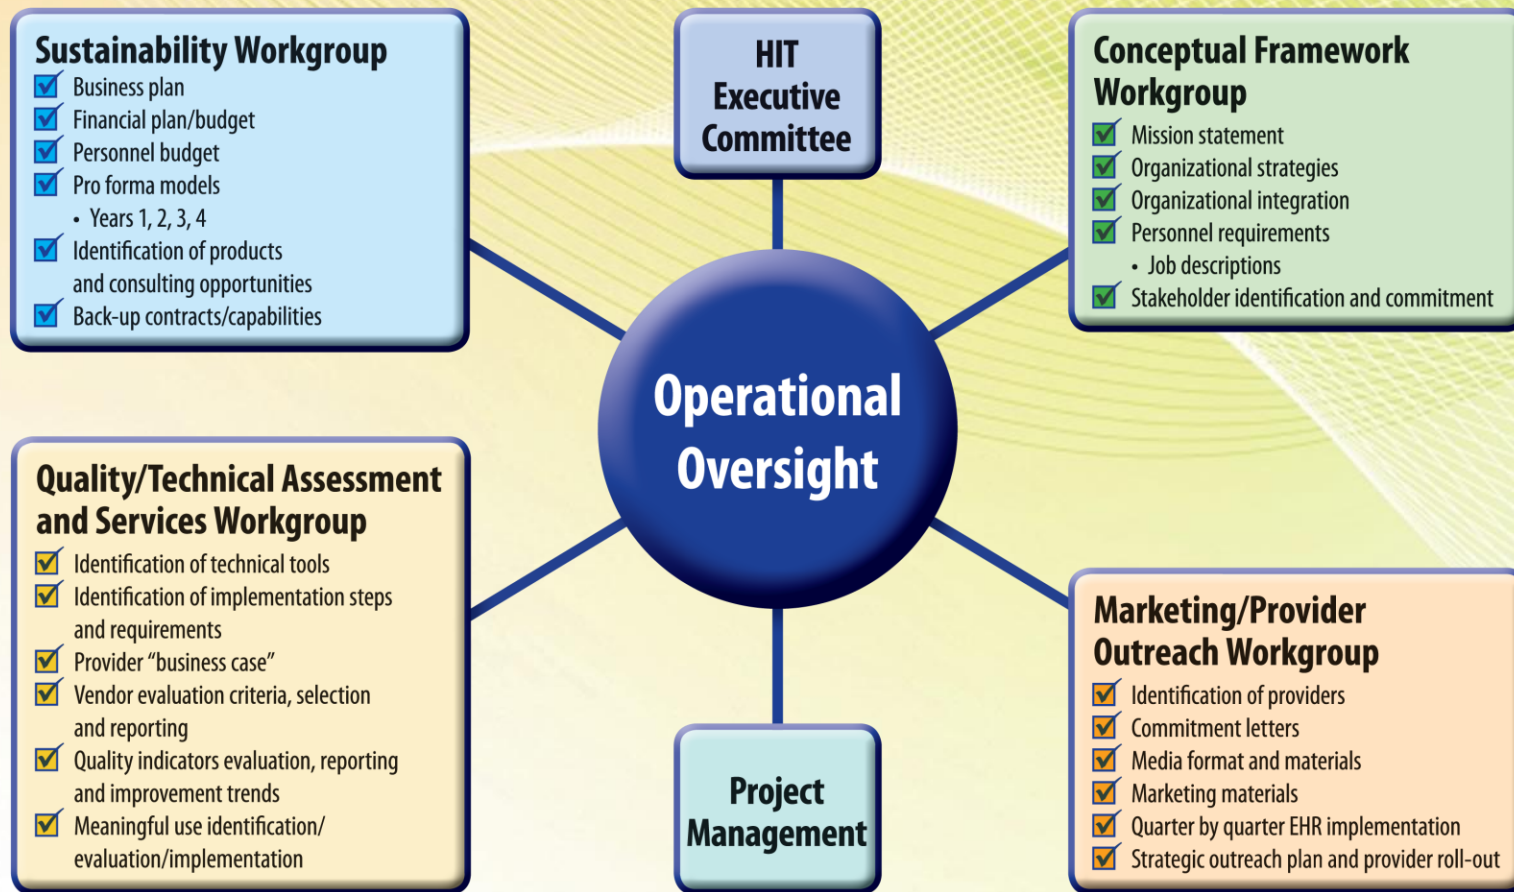 Sustainability Workgroup
Business plan
Financial plan/budget
Personnel budget
Pro forma models
• Years 1, 2, 3, 4
Identification of products
and consulting opportunities
Back-up contracts/capabilities
HIT
Executive
Committee
Conceptual Framework
Workgroup
Mission statement
Organizational strategies
Organizational integration
Personnel requirements
• Job descriptions
Stakeholder identification and commitment
Operational
Oversight
Quality/Technical Assessment
and Services Workgroup
Identification of technical tools
Identification of implementation steps
and requirements
Provider “business case”
Vendor evaluation criteria, selection
and reporting
Quality indicators evaluation, reporting
and improvement trends
Meaningful use identification/
evaluation/implementation
Project
Management
Marketing/Provider
Outreach Workgroup
Identification of providers
Commitment letters
Media format and materials
Marketing materials
Quarter by quarter EHR implementation
Strategic outreach plan and provider roll-out